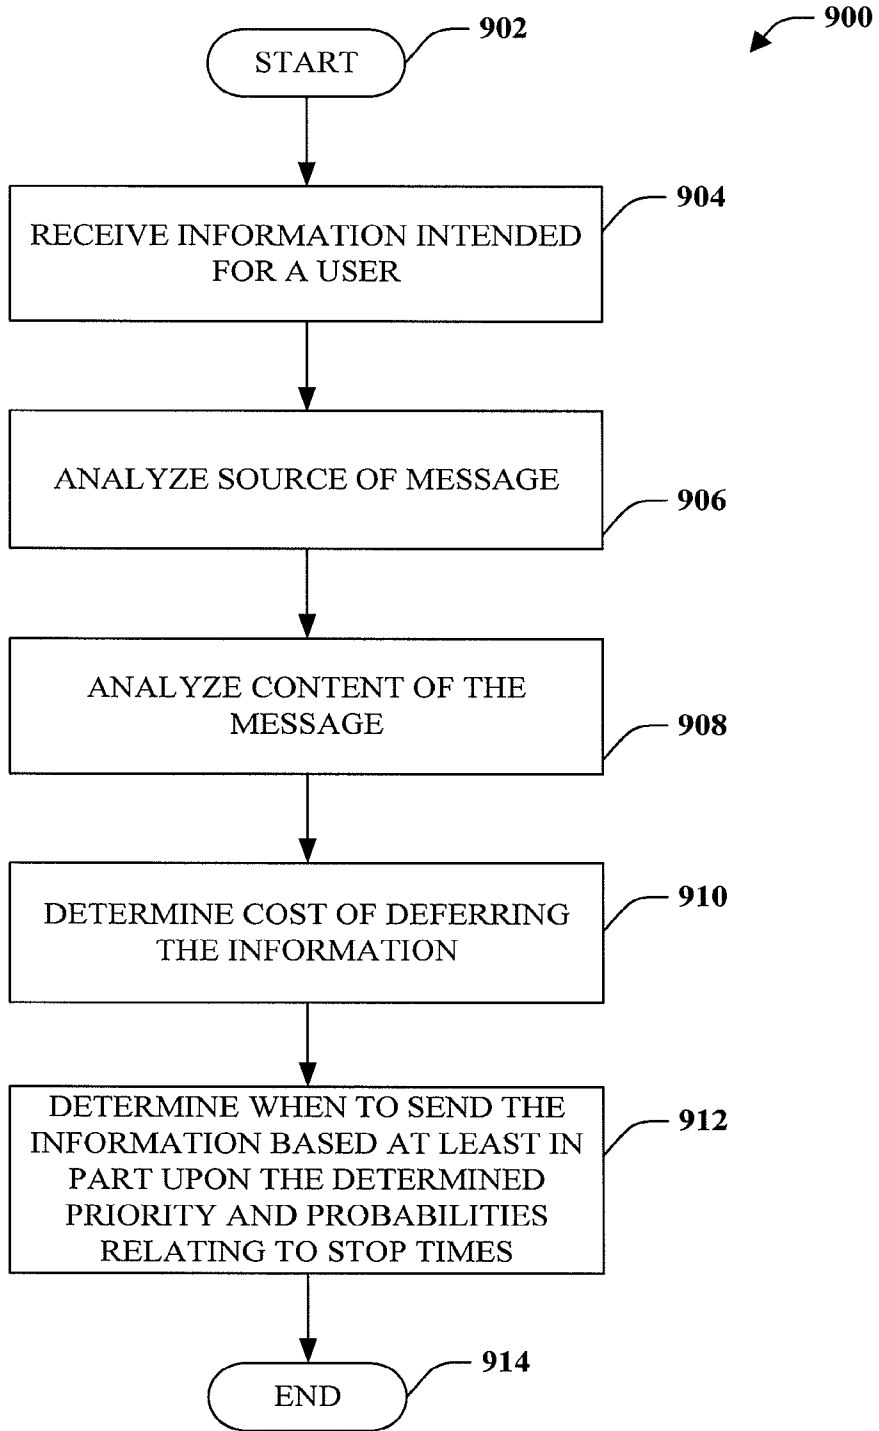 900
START
902
RECEIVE INFORMATION INTENDED
FOR A USER
904
ANALYZE SOURCE OF MESSAGE
906
ANALYZE CONTENT OF THE
MESSAGE
908
DETERMINE COST OF DEFERRING
THE INFORMATION
910
DETERMINE WHEN TO SEND THE
INFORMATION BASED AT LEAST IN
PART UPON THE DETERMINED
PRIORITY AND PROBABILITIES
RELATING TO STOP TIMES
912
END
914